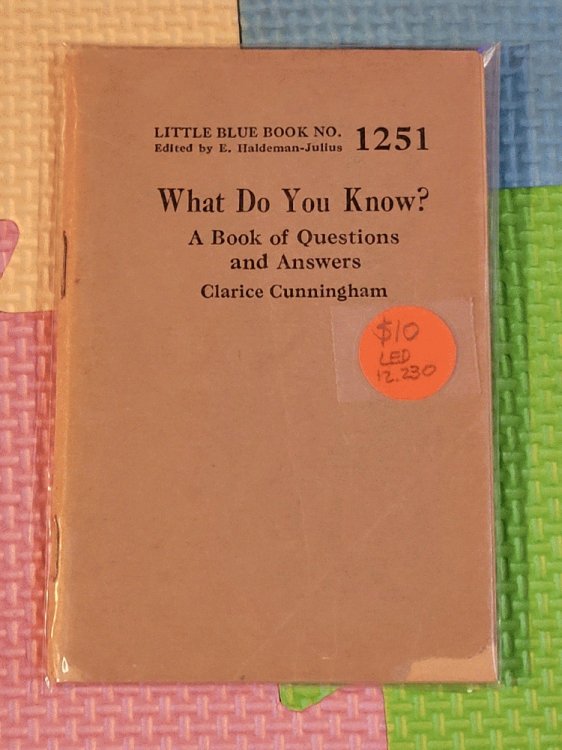 LITTLE BLUE BOOK NO. 1251
Edited by E. Haldeman-Julius
What Do You Know?
A Book of Questions
and Answers
Clarice Cunningham
$10
LED
12.230